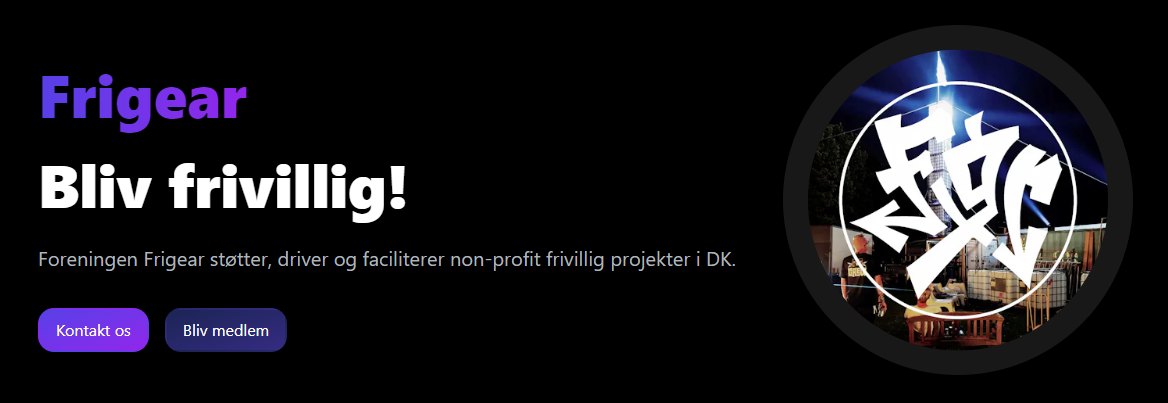 Frigear
Bliv frivillig!
Foreningen Frigear støtter, driver og faciliterer non-profit frivillig projekter i DK.
Kontakt os
Bliv medlem